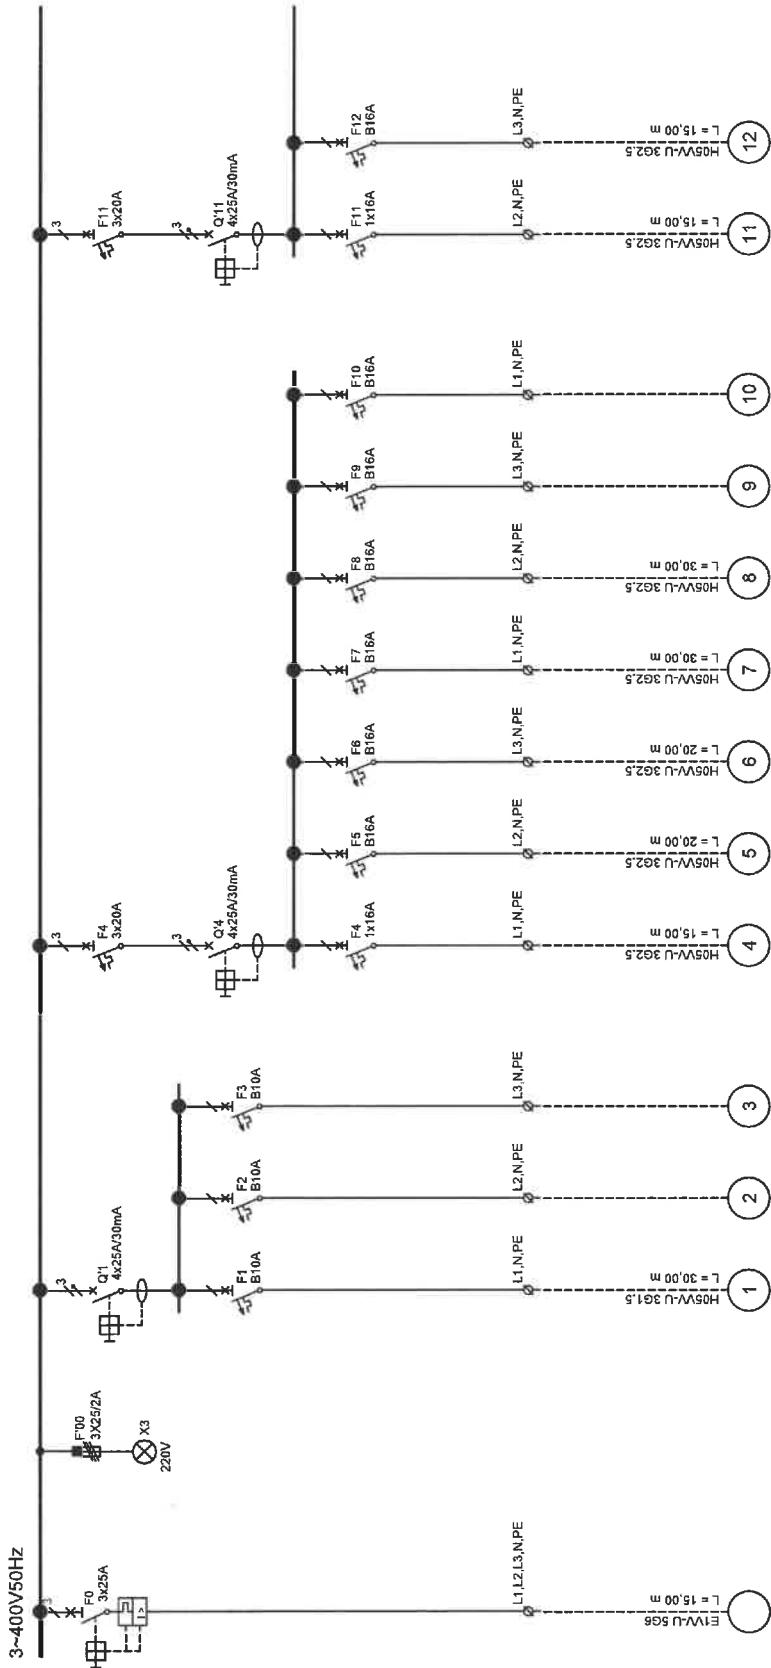 3~400V50Hz
3
F0
3x25A
L1,L2,L3,N,PE
E1VV-U 5G6
L = 15,00 m
F'00
3X25/2A
X3
220V
3
Q'1
4x25A/30mA
F1
B10A
L1,N,PE
H05VV-U 3G1.5
L = 30,00 m
1
F2
B10A
L2,N,PE
2
F3
B10A
L3,N,PE
3
3
F4
3x20A
3
Q'4
4x25A/30mA
F4
1x16A
L1,N,PE
H05VV-U 3G2.5
L = 15,00 m
4
F5
B16A
L2,N,PE
H05VV-U 3G2.5
L = 20,00 m
5
F6
B16A
L3,N,PE
H05VV-U 3G2.5
L = 20,00 m
6
F7
B16A
L1,N,PE
H05VV-U 3G2.5
L = 30,00 m
7
F8
B16A
L2,N,PE
H05VV-U 3G2.5
L = 30,00 m
8
F9
B16A
L3,N,PE
9
F10
B16A
L1,N,PE
10
3
F11
3x20A
3
Q'11
4x25A/30mA
F11
1x16A
L2,N,PE
H05VV-U 3G2.5
L = 15,00 m
11
F12
B16A
L3,N,PE
H05VV-U 3G2.5
L = 15,00 m
12